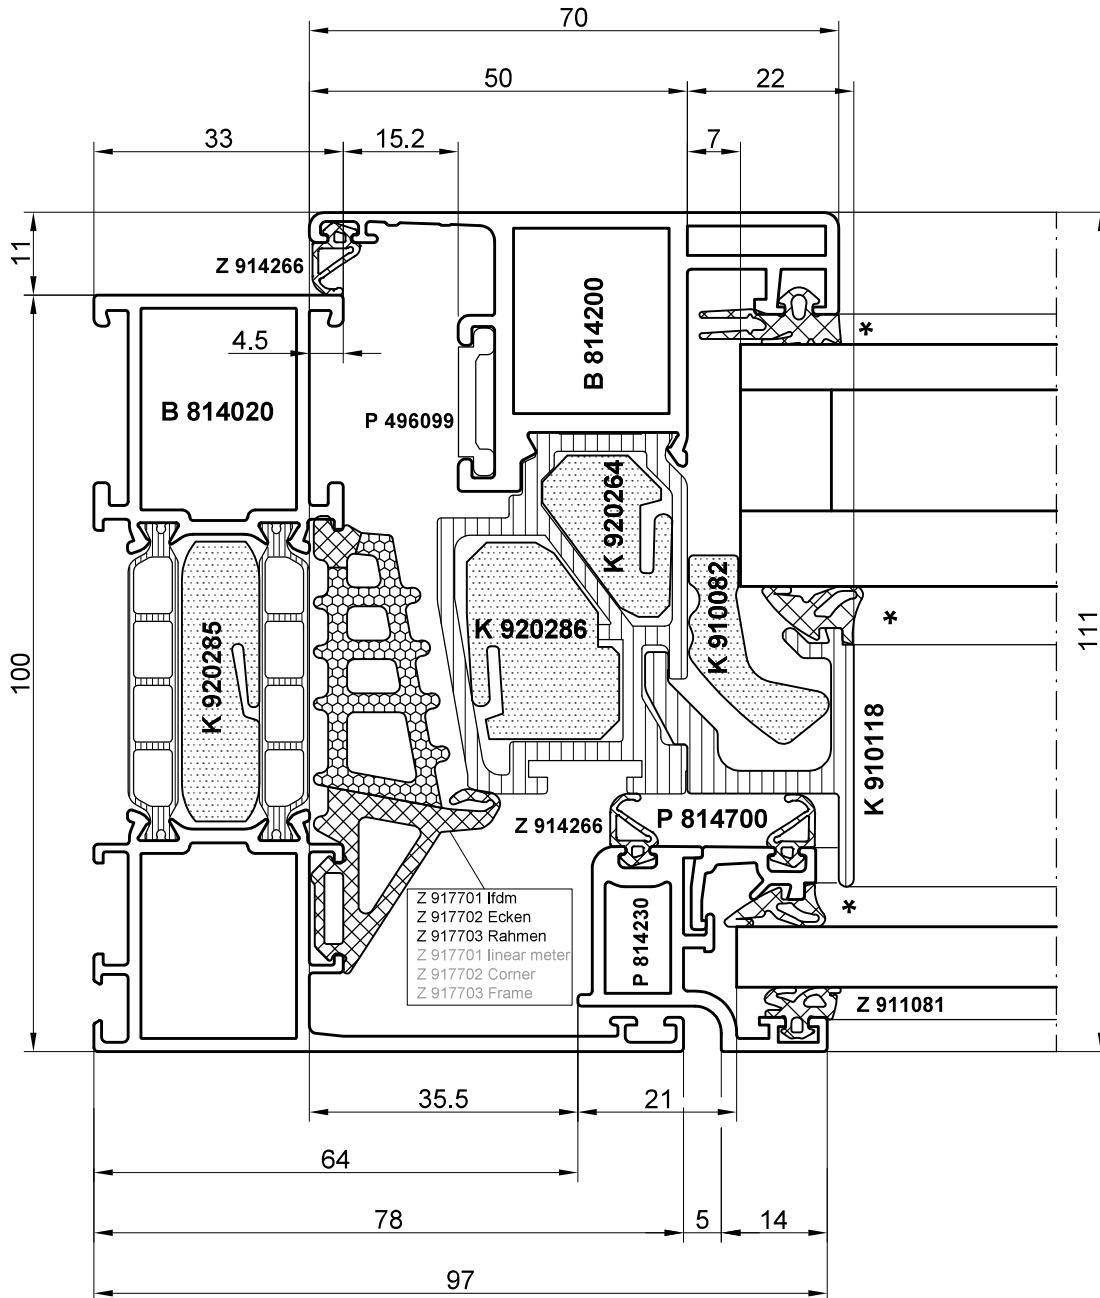 70
50
22
33
15.2
7
11
Z 914266
B 814200
*
4.5
B 814020
P 496099
K 920264
K 910082
K 920286
*
111
100
K 920285
K 910118
Z 914266
P 814700
Z 917701 lfdm
Z 917702 Ecken
Z 917703 Rahmen
Z 917701 linear meter
Z 917702 Corner
Z 917703 Frame
P 814230
*
Z 911081
35.5
21
64
78
5
14
97